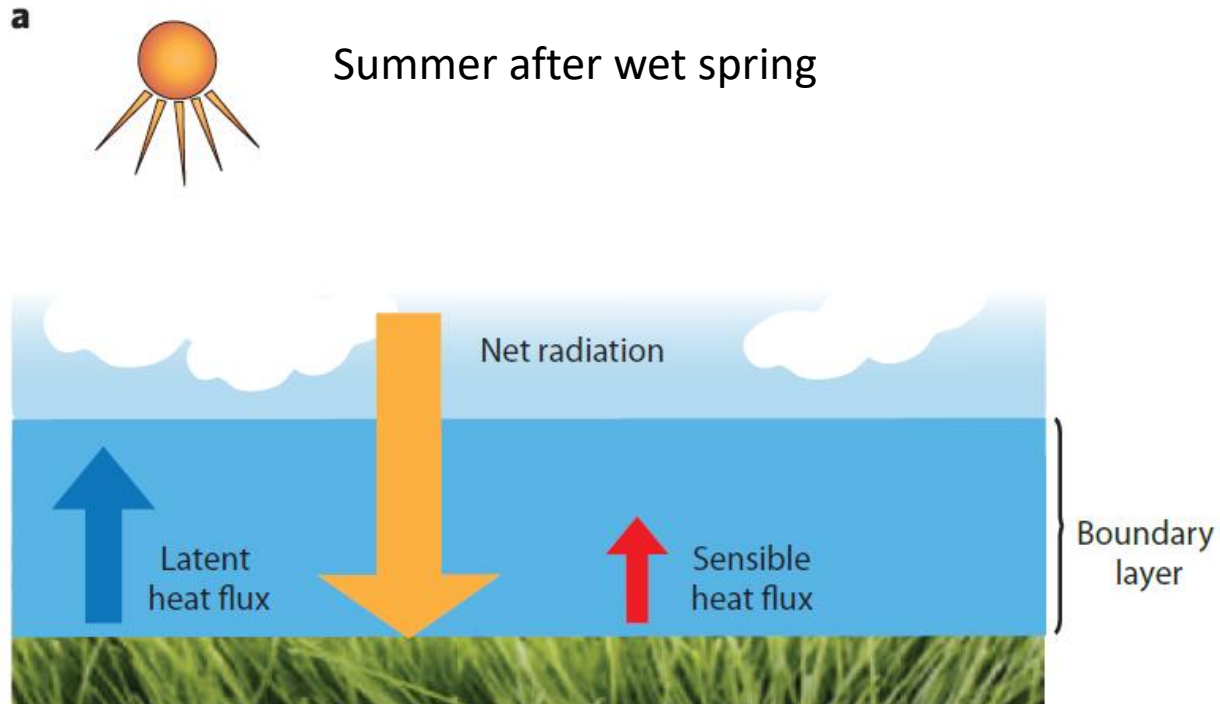 a
Summer after wet spring
Net radiation
Latent
heat flux
Sensible
heat flux
Boundary
layer